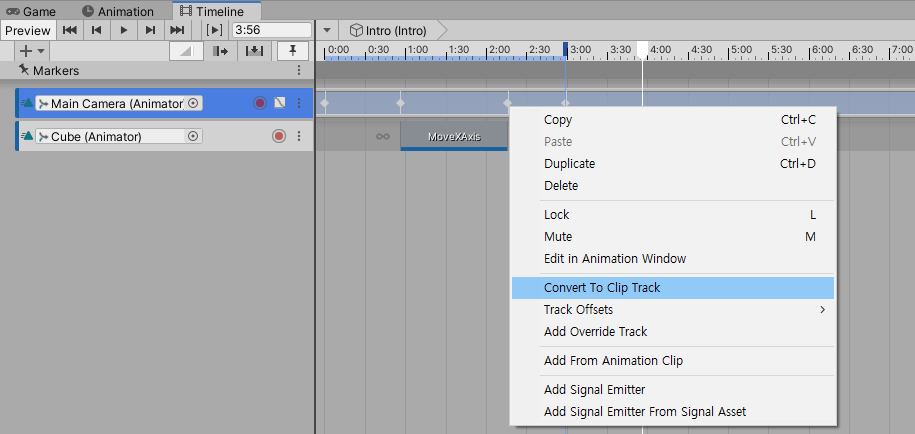 Game Animation Timeline
Preview [▶] 3:56 Intro (Intro)
0:00 0:30 1:00 1:30 2:00 2:30 3:00 3:30 4:00 4:30 5:00 5:30 6:00 6:30 7:00
Markers
Main Camera (Animator
Cube (Animator) MoveXAxis
Copy Ctrl+C
Paste Ctrl+V
Duplicate Ctrl+D
Delete
Lock L
Mute M
Edit in Animation Window
Convert To Clip Track
Track Offsets
Add Override Track
Add From Animation Clip
Add Signal Emitter
Add Signal Emitter From Signal Asset